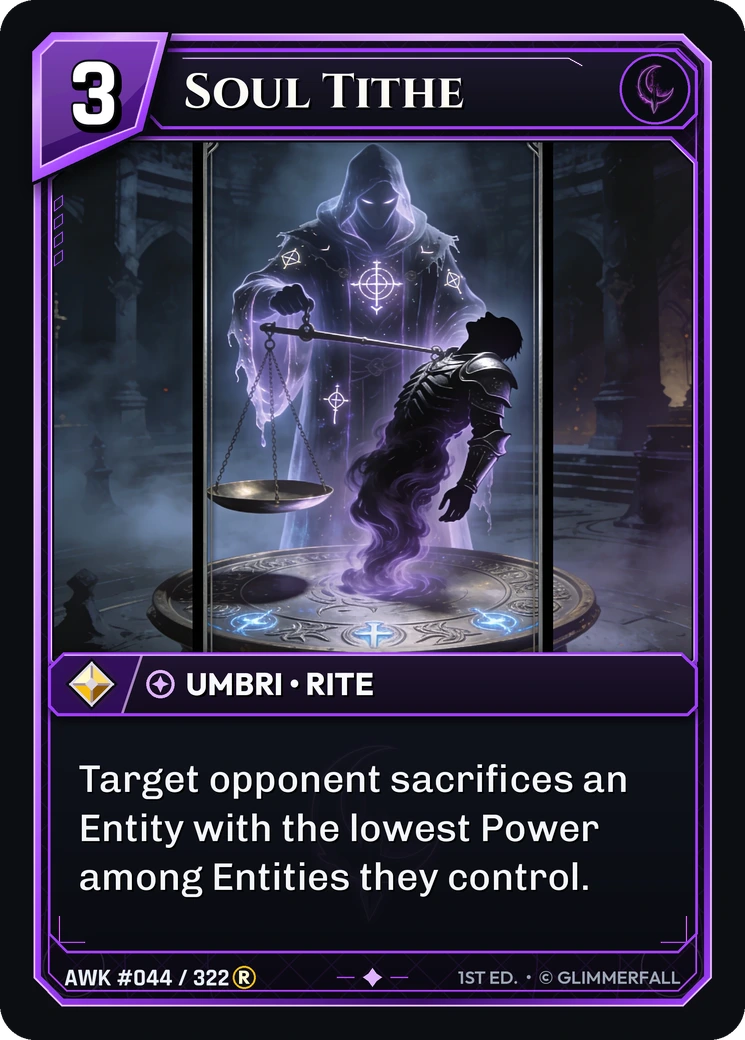 3
SOUL TITHE
UMBRI • RITE
Target opponent sacrifices an
Entity with the lowest Power
among Entities they control.
AWK #044 / 322 R
1ST ED. • © GLIMMERFALL